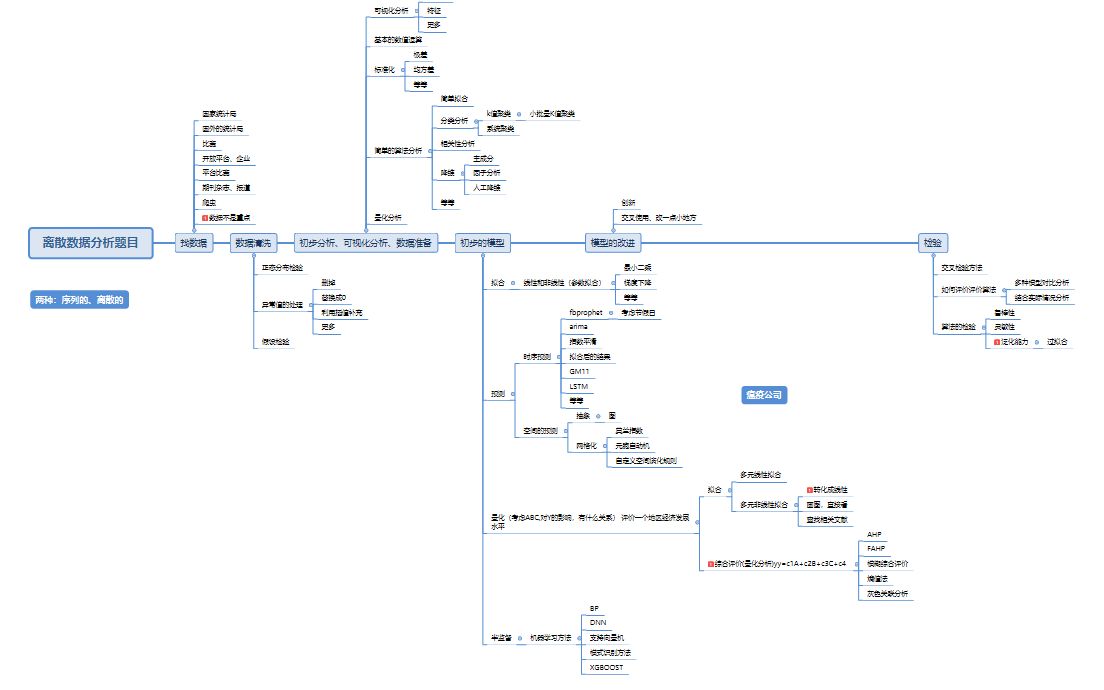 离散数据分析题目
两种：序列的、离散的
找数据
国家统计局
国外的统计局
比赛
开放平台、企业
平台比赛
期刊杂志、报道
爬虫
数据不是重点
数据清洗
正态分布检验
异常值的处理
删掉
替换成0
利用插值补充
更多
假设检验
初步分析、可视化分析、数据准备
可视化分析
特征
更多
基本的数值运算
标准化
极差
均方差
等等
简单的算法分析
简单拟合
分类分析
k值聚类
小批量K值聚类
系统聚类
相关性分析
降维
主成分
因子分析
人工降维
等等
量化分析
初步的模型
拟合
线性和非线性（参数拟合）
最小二乘
梯度下降
等等
预测
时序预测
fbprophet
考虑节假日
arima
指数平滑
拟合后的结果
GM11
LSTM
等等
空间的预测
抽象
图
网格化
莫兰指数
元胞自动机
自定义空间演化规则
量化（考虑ABC,对Y的影响，有什么关系） 评价一个地区经济发展
水平
拟合
多元线性拟合
多元非线性拟合
转化成线性
画图，直接看
查找相关文献
综合评价(量化分析)yy=c1A+c2B+c3C+c4
AHP
FAHP
模糊综合评价
熵值法
灰色关联分析
半监督
机器学习方法
BP
DNN
支持向量机
模式识别方法
XGBOOST
模型的改进
创新
交叉使用、改一点小地方
瘟疫公司
检验
交叉检验方法
如何评价评价算法
多种模型对比分析
结合实际情况分析
算法的检验
鲁棒性
灵敏性
泛化能力
过拟合